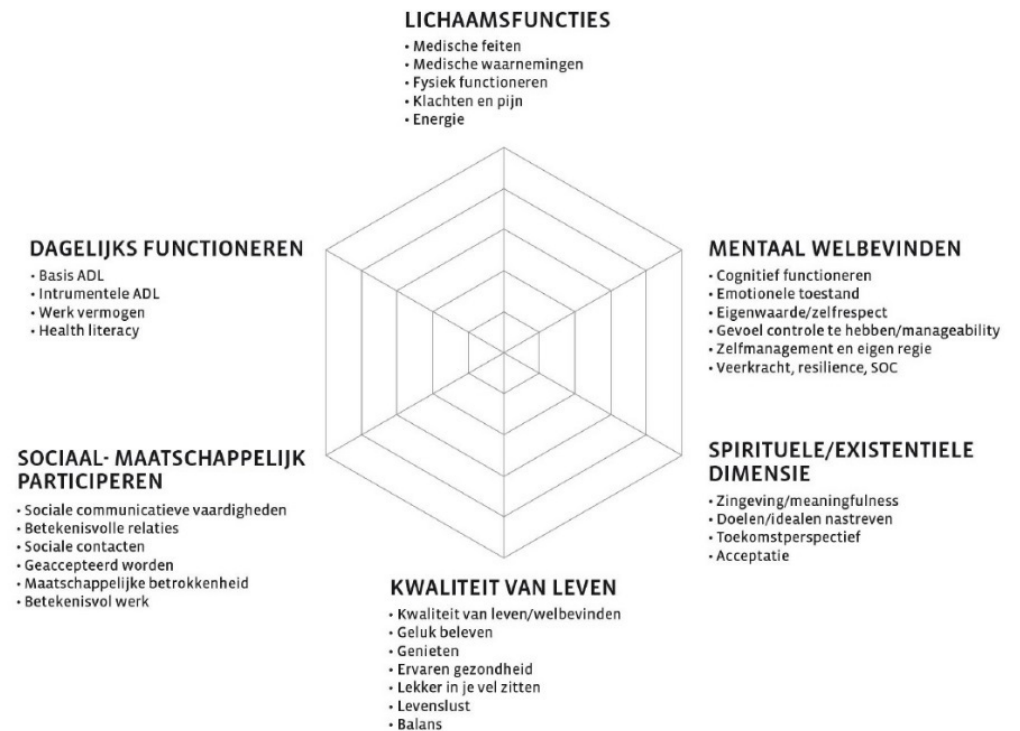 LICHAAMSFUNCTIES
• Medische feiten
• Medische waarnemingen
• Fysiek functioneren
• Klachten en pijn
• Energie
DAGELIJKS FUNCTIONEREN
• Basis ADL
• Intrumentele ADL
• Werk vermogen
• Health literacy
MENTAAL WELBEVINDEN
• Cognitief functioneren
• Emotionele toestand
• Eigenwaarde/zelfrespect
• Gevoel controle te hebben/manageability
• Zelfmanagement en eigen regie
• Veerkracht, resilience, SOC
SOCIAAL- MAATSCHAPPELIJK
PARTICIPEREN
• Sociale communicatieve vaardigheden
• Betekenisvolle relaties
• Sociale contacten
• Geaccepteerd worden
• Maatschappelijke betrokkenheid
• Betekenisvol werk
SPIRITUELE/EXISTENTIELE
DIMENSIE
• Zingeving/meaningfulness
• Doelen/idealen nastreven
• Toekomstperspectief
• Acceptatie
KWALITEIT VAN LEVEN
• Kwaliteit van leven/welbevinden
• Geluk beleven
• Genieten
• Ervaren gezondheid
• Lekker in je vel zitten
• Levenslust
• Balans